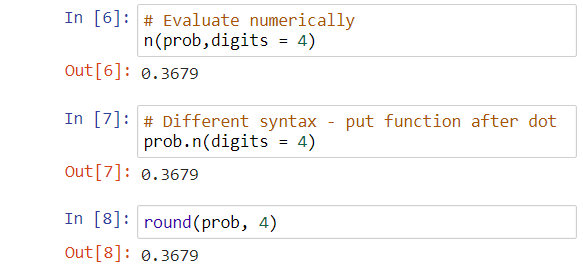 In [6]: # Evaluate numerically
n(prob,digits = 4)
Out[6]: 0.3679
In [7]: # Different syntax - put function after dot
prob.n(digits = 4)
Out[7]: 0.3679
In [8]: round(prob, 4)
Out[8]: 0.3679